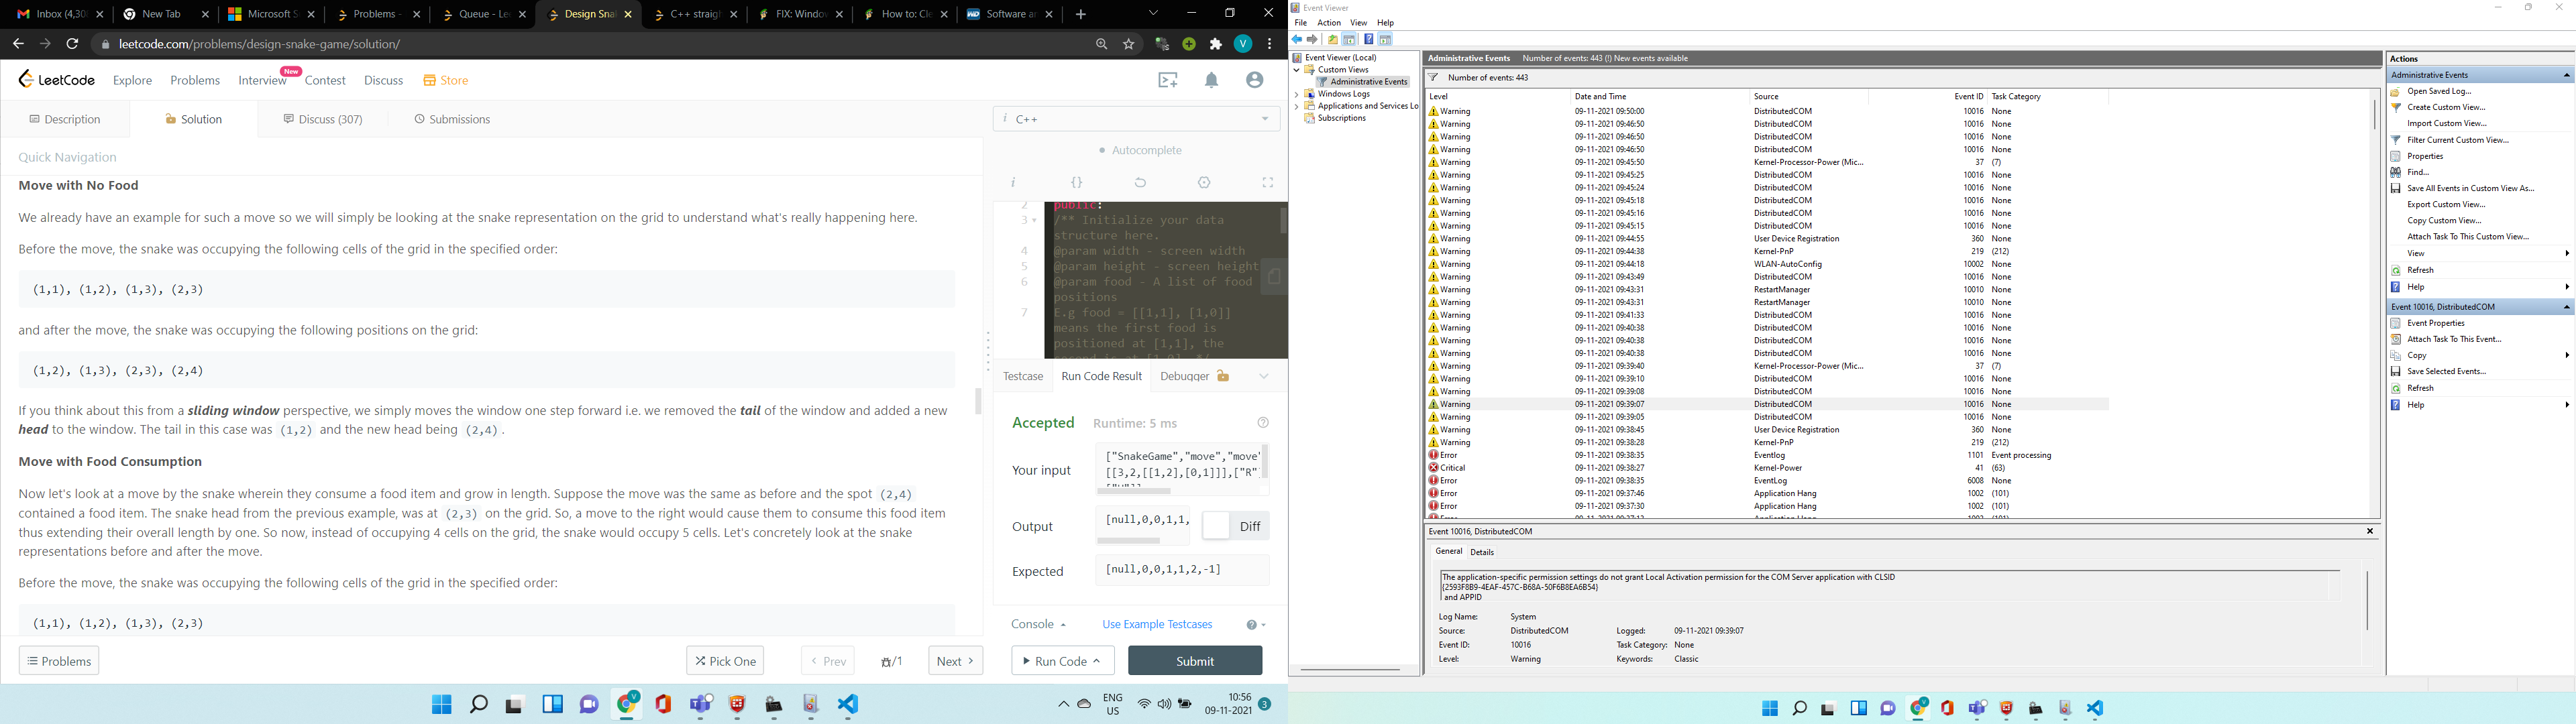 Inbox (4,30
New Tab
Microsoft S
Problems -
Queue - Le
Design Sna
C++ straigh
FIX: Window
How to: Cle
Software an
leetcode.com/problems/design-snake-game/solution/
V
LeetCode
Explore
Problems
Interview
New
Contest
Discuss
Store
Description
Solution
Discuss (307)
Submissions
Quick Navigation
Move with No Food
We already have an example for such a move so we will simply be looking at the snake representation on the grid to understand what's really happening here.
Before the move, the snake was occupying the following cells of the grid in the specified order:
(1,1), (1,2), (1,3), (2,3)
and after the move, the snake was occupying the following positions on the grid:
(1,2), (1,3), (2,3), (2,4)
If you think about this from a sliding window perspective, we simply moves the window one step forward i.e. we removed the tail of the window and added a new
head to the window. The tail in this case was (1,2) and the new head being (2,4).
Move with Food Consumption
Now let's look at a move by the snake wherein they consume a food item and grow in length. Suppose the move was the same as before and the spot (2,4)
contained a food item. The snake head from the previous example, was at (2,3) on the grid. So, a move to the right would cause them to consume this food item
thus extending their overall length by one. So now, instead of occupying 4 cells on the grid, the snake would occupy 5 cells. Let's concretely look at the snake
representations before and after the move.
Before the move, the snake was occupying the following cells of the grid in the specified order:
(1,1), (1,2), (1,3), (2,3)
Problems
Pick One
Prev
/1
Next
i C++
Autocomplete
2 public:
3 /** Initialize your data
structure here.
4 @param width - screen width
5 @param height - screen height
6 @param food - A list of food
positions
7 E.g food = [[1,1], [1,0]]
means the first food is
positioned at [1,1], the
second is at [1,0]. */
Testcase
Run Code Result
Debugger
Accepted
Runtime: 5 ms
Your input
["SnakeGame","move","move"
[[3,2,[[1,2],[0,1]]],["R"
Output
[null,0,0,1,1,
Diff
Expected
[null,0,0,1,1,2,-1]
Console
Use Example Testcases
Run Code
Submit
ENG
US
10:56
09-11-2021
3
Event Viewer
File Action View Help
Event Viewer (Local)
Custom Views
Administrative Events
Windows Logs
Applications and Services Lo
Subscriptions
Administrative Events Number of events: 443 (!) New events available
Number of events: 443
Level Date and Time Source Event ID Task Category
Warning 09-11-2021 09:50:00 DistributedCOM 10016 None
Warning 09-11-2021 09:46:50 DistributedCOM 10016 None
Warning 09-11-2021 09:46:50 DistributedCOM 10016 None
Warning 09-11-2021 09:46:50 DistributedCOM 10016 None
Warning 09-11-2021 09:45:50 Kernel-Processor-Power (Mic... 37 (7)
Warning 09-11-2021 09:45:25 DistributedCOM 10016 None
Warning 09-11-2021 09:45:24 DistributedCOM 10016 None
Warning 09-11-2021 09:45:18 DistributedCOM 10016 None
Warning 09-11-2021 09:45:16 DistributedCOM 10016 None
Warning 09-11-2021 09:45:15 DistributedCOM 10016 None
Warning 09-11-2021 09:44:55 User Device Registration 360 None
Warning 09-11-2021 09:44:38 Kernel-PnP 219 (212)
Warning 09-11-2021 09:44:18 WLAN-AutoConfig 10002 None
Warning 09-11-2021 09:43:49 DistributedCOM 10016 None
Warning 09-11-2021 09:43:31 RestartManager 10010 None
Warning 09-11-2021 09:43:31 RestartManager 10010 None
Warning 09-11-2021 09:41:33 DistributedCOM 10016 None
Warning 09-11-2021 09:40:38 DistributedCOM 10016 None
Warning 09-11-2021 09:40:38 DistributedCOM 10016 None
Warning 09-11-2021 09:40:38 DistributedCOM 10016 None
Warning 09-11-2021 09:39:40 Kernel-Processor-Power (Mic... 37 (7)
Warning 09-11-2021 09:39:10 DistributedCOM 10016 None
Warning 09-11-2021 09:39:08 DistributedCOM 10016 None
Warning 09-11-2021 09:39:07 DistributedCOM 10016 None
Warning 09-11-2021 09:39:05 DistributedCOM 10016 None
Warning 09-11-2021 09:38:45 User Device Registration 360 None
Warning 09-11-2021 09:38:28 Kernel-PnP 219 (212)
Error 09-11-2021 09:38:35 Eventlog 1101 Event processing
Critical 09-11-2021 09:38:27 Kernel-Power 41 (63)
Error 09-11-2021 09:38:35 EventLog 6008 None
Error 09-11-2021 09:37:46 Application Hang 1002 (101)
Error 09-11-2021 09:37:30 Application Hang 1002 (101)
Error 09-11-2021 09:37:12 Application Hang 1002 (101)
Event 10016, DistributedCOM
General Details
The application-specific permission settings do not grant Local Activation permission for the COM Server application with CLSID
{2593F8B9-4EAF-457C-B68A-50F6B8EA6B54}
and APPID
Log Name: System
Source: DistributedCOM Logged: 09-11-2021 09:39:07
Event ID: 10016 Task Category: None
Level: Warning Keywords: Classic
Actions
Administrative Events
Open Saved Log...
Create Custom View...
Import Custom View...
Filter Current Custom View...
Properties
Find...
Save All Events in Custom View As...
Export Custom View...
Copy Custom View...
Attach Task To This Custom View...
View
Refresh
Help
Event 10016, DistributedCOM
Event Properties
Attach Task To This Event...
Copy
Save Selected Events...
Refresh
Help